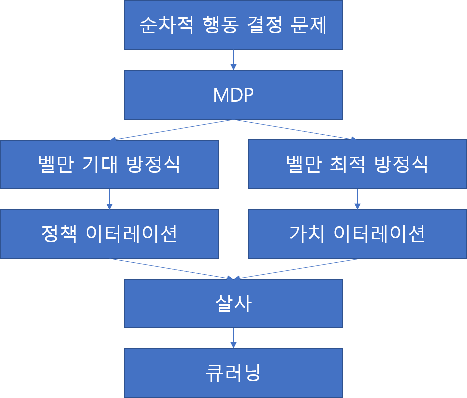 순차적 행동 결정 문제
MDP
벨만 기대 방정식
벨만 최적 방정식
정책 이터레이션
가치 이터레이션
살사
큐러닝